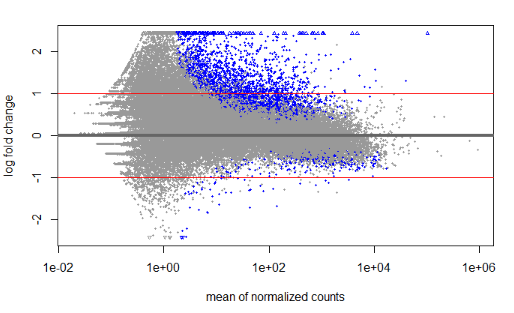 2
1
0
-1
-2
log fold change
1e-02
1e+00
1e+02
1e+04
1e+06
mean of normalized counts